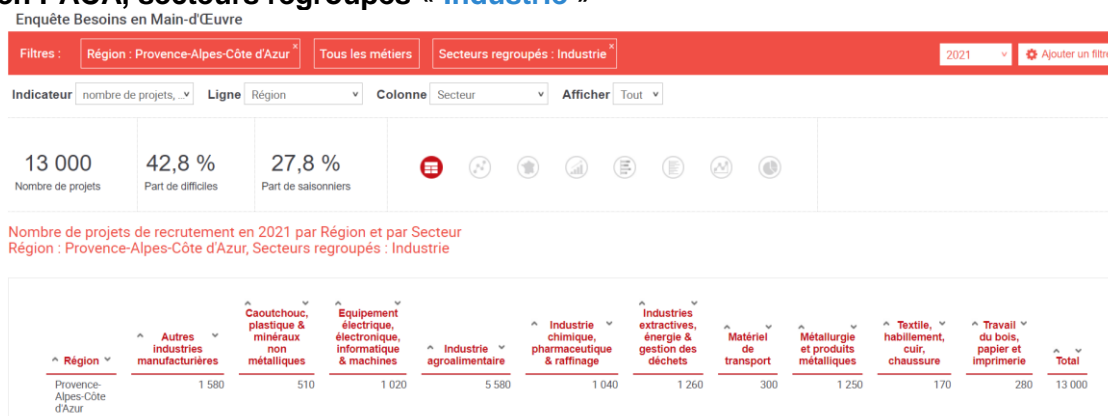 en PACA, secteurs regroupés « Industrie »
Enquête Besoins en Main-d'Œuvre
Filtres : Région : Provence-Alpes-Côte d'Azur × Tous les métiers Secteurs regroupés : Industrie × 2021 Ajouter un filtre
Indicateur nombre de projets, ... Ligne Région Colonne Secteur Afficher Tout
13 000 42,8 % 27,8 %
Nombre de projets Part de difficiles Part de saisonniers
Nombre de projets de recrutement en 2021 par Région et par Secteur
Région : Provence-Alpes-Côte d'Azur, Secteurs regroupés : Industrie
Région
Autres
industries
manufacturières
Caoutchouc,
plastique &
minéraux
non
métalliques
Equipement
électrique,
électronique,
informatique
& machines
Industrie
agroalimentaire
Industrie
chimique,
pharmaceutique
& raffinage
Industries
extractives,
énergie &
gestion des
déchets
Matériel
de
transport
Métallurgie
et produits
métalliques
Textile,
habillement,
cuir,
chaussure
Travail
du bois,
papier et
imprimerie
Total
Provence- 1 580 510 1 020 5 580 1 040 1 260 300 1 250 170 280 13 000
Alpes-Côte
d'Azur